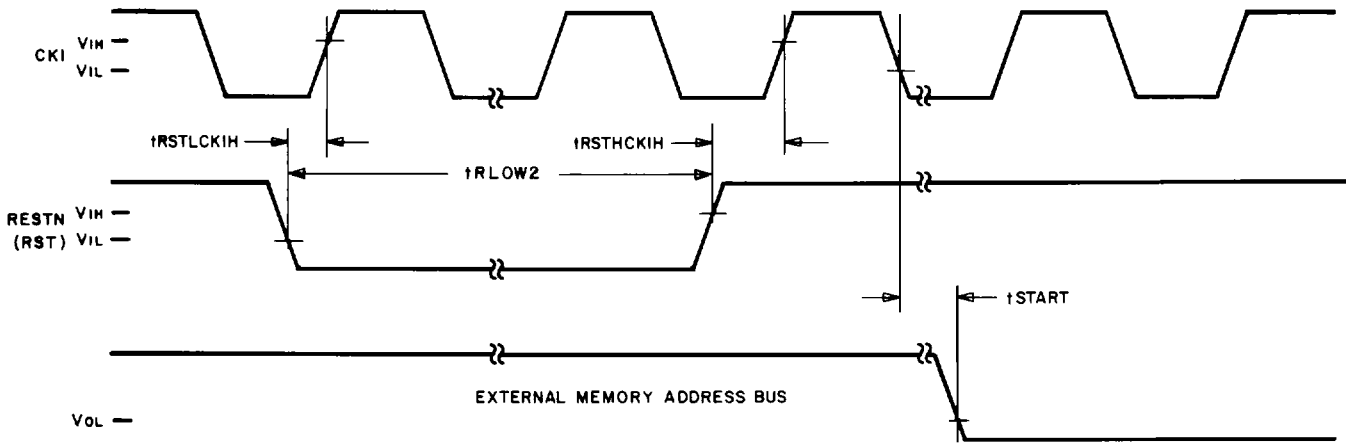 CKI
VIH
VIL
tRSTLCKIH
tRSTHCKIH
tRLOW2
RESTN
(RST)
VIH
VIL
tSTART
EXTERNAL MEMORY ADDRESS BUS
VOL